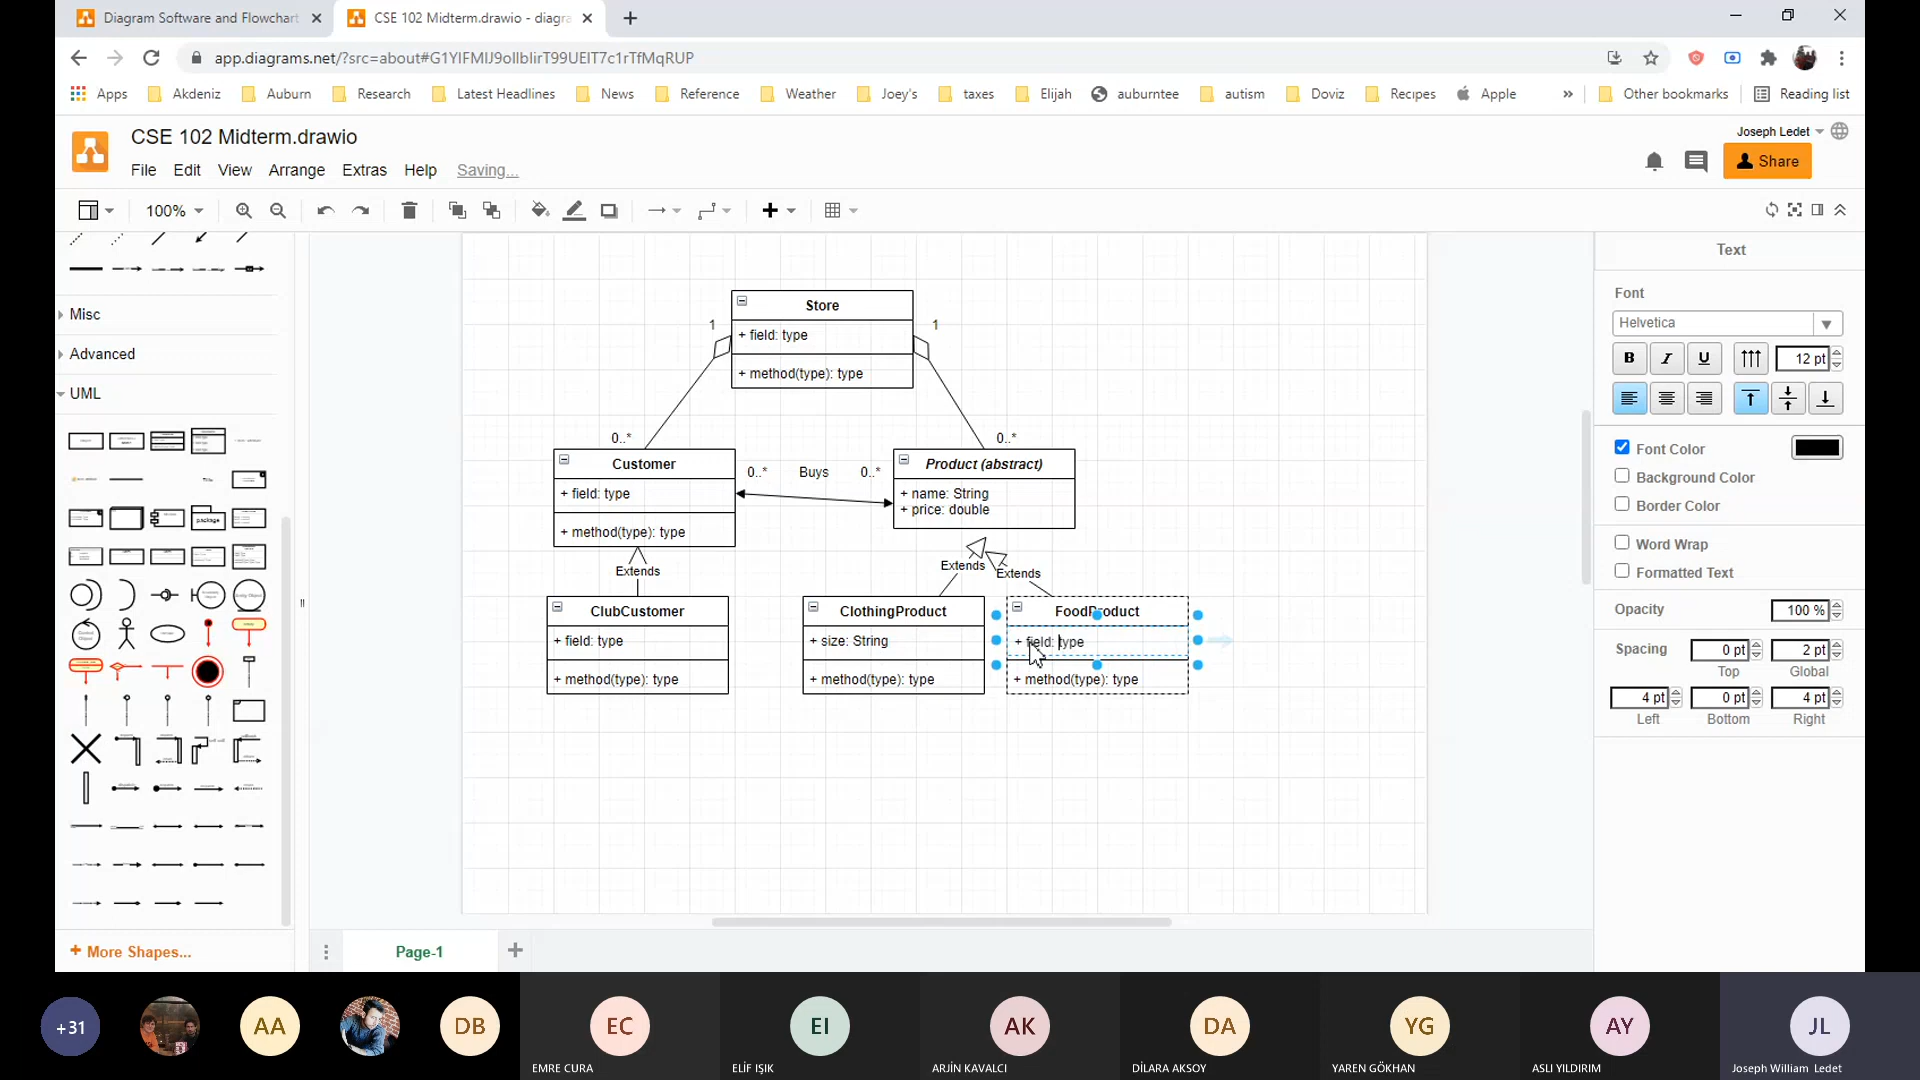 Diagram Software and Flowchart
CSE 102 Midterm.drawio - diagra
app.diagrams.net/?src=about#G1YIFMIJ9oIlbIirT99UEIT7c1rTfMqRUP
Apps
Akdeniz
Auburn
Research
Latest Headlines
News
Reference
Weather
Joey's
taxes
Elijah
auburntee
autism
Doviz
Recipes
Apple
»
Other bookmarks
Reading list
CSE 102 Midterm.drawio
Joseph Ledet
File
Edit
View
Arrange
Extras
Help
Saving...
Share
100%
Misc
Advanced
UML
package
More Shapes...
Store
+ field: type
+ method(type): type
1
1
0..*
0..*
Customer
+ field: type
+ method(type): type
0..*
Buys
0..*
Product (abstract)
+ name: String
+ price: double
Extends
Extends
Extends
ClubCustomer
+ field: type
+ method(type): type
ClothingProduct
+ size: String
+ method(type): type
FoodProduct
+ field: type
+ method(type): type
Page-1
Text
Font
Helvetica
B
I
U
12 pt
Font Color
Background Color
Border Color
Word Wrap
Formatted Text
Opacity
100 %
Spacing
0 pt
2 pt
Top
Global
4 pt
0 pt
4 pt
Left
Bottom
Right
+31
AA
DB
EC
EMRE CURA
EI
ELİF IŞIK
AK
ARJİN KAVALCI
DA
DİLARA AKSOY
YG
YAREN GÖKHAN
AY
ASLI YILDIRIM
JL
Joseph William Ledet